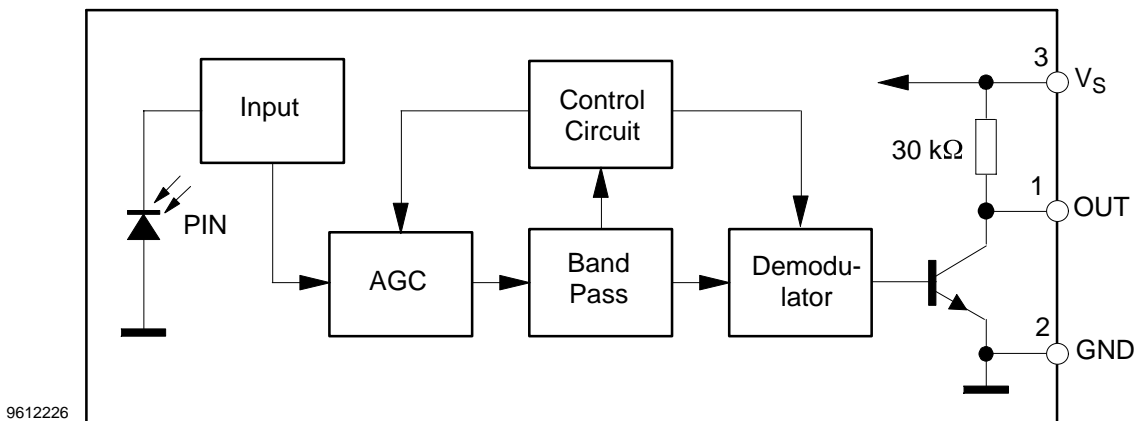 Input
Control
Circuit
3
V_S
30 kΩ
1
OUT
PIN
AGC
Band
Pass
Demodu-
lator
2
GND
9612226